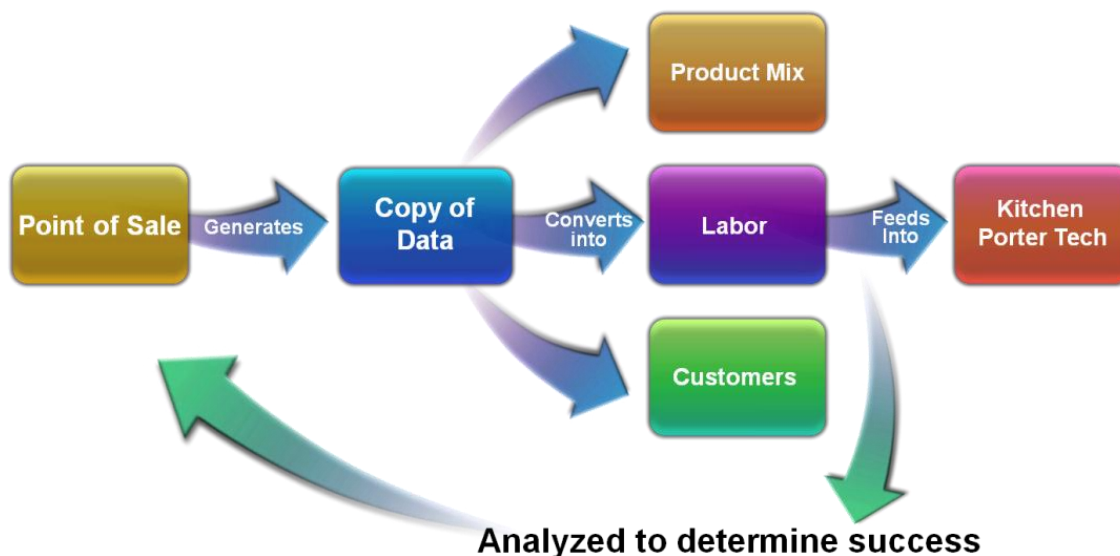 Product Mix
Point of Sale
Generates
Copy of
Data
Converts
into
Labor
Feeds
Into
Kitchen
Porter Tech
Customers
Analyzed to determine success